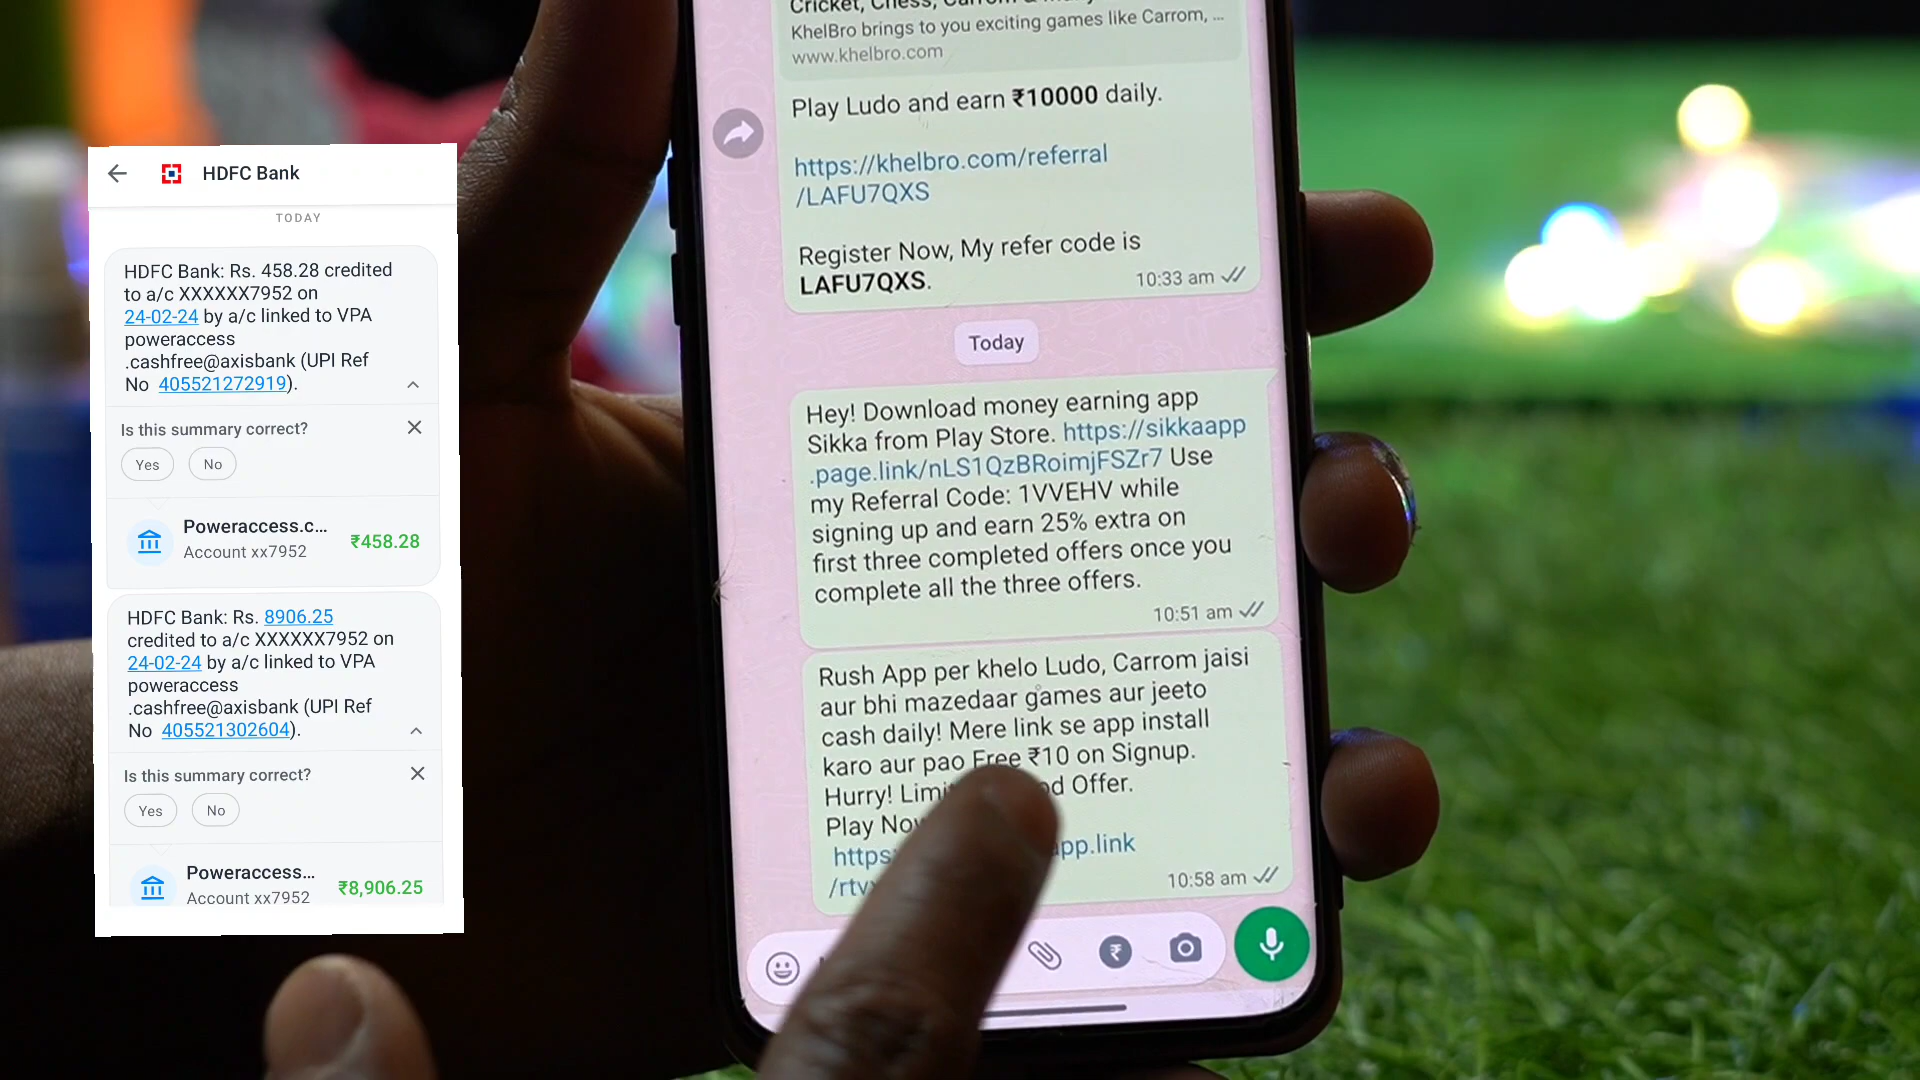 HDFC Bank
TODAY
HDFC Bank: Rs. 458.28 credited
to a/c XXXXXX7952 on
24-02-24 by a/c linked to VPA
poweraccess
.cashfree@axisbank (UPI Ref
No 405521272919).
Is this summary correct?
Yes No
Poweraccess.c...
Account xx7952
₹458.28
HDFC Bank: Rs. 8906.25
credited to a/c XXXXXX7952 on
24-02-24 by a/c linked to VPA
poweraccess
.cashfree@axisbank (UPI Ref
No 405521302604).
Is this summary correct?
Yes No
Poweraccess...
Account xx7952
₹8,906.25
Cricket, Chess, Carrom &
KhelBro brings to you exciting games like Carrom, ...
www.khelbro.com
Play Ludo and earn ₹10000 daily.
https://khelbro.com/referral
/LAFU7QXS
Register Now, My refer code is
LAFU7QXS.
10:33 am
Today
Hey! Download money earning app
Sikka from Play Store. https://sikkaapp
.page.link/nLS1QzBRoimjFSZr7 Use
my Referral Code: 1VVEHV while
signing up and earn 25% extra on
first three completed offers once you
complete all the three offers.
10:51 am
Rush App per khelo Ludo, Carrom jaisi
aur bhi mazedaar games aur jeeto
cash daily! Mere link se app install
karo aur pao Free ₹10 on Signup.
Hurry! Offer.
Play
app.link
10:58 am